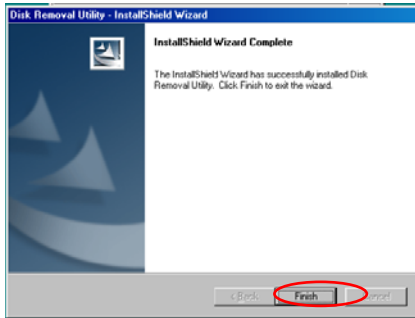 Disk Removal Utility - InstallShield Wizard
InstallShield Wizard Complete
The InstallShield Wizard has successfully installed Disk
Removal Utility. Click Finish to exit the wizard.
< Back Finish Cancel